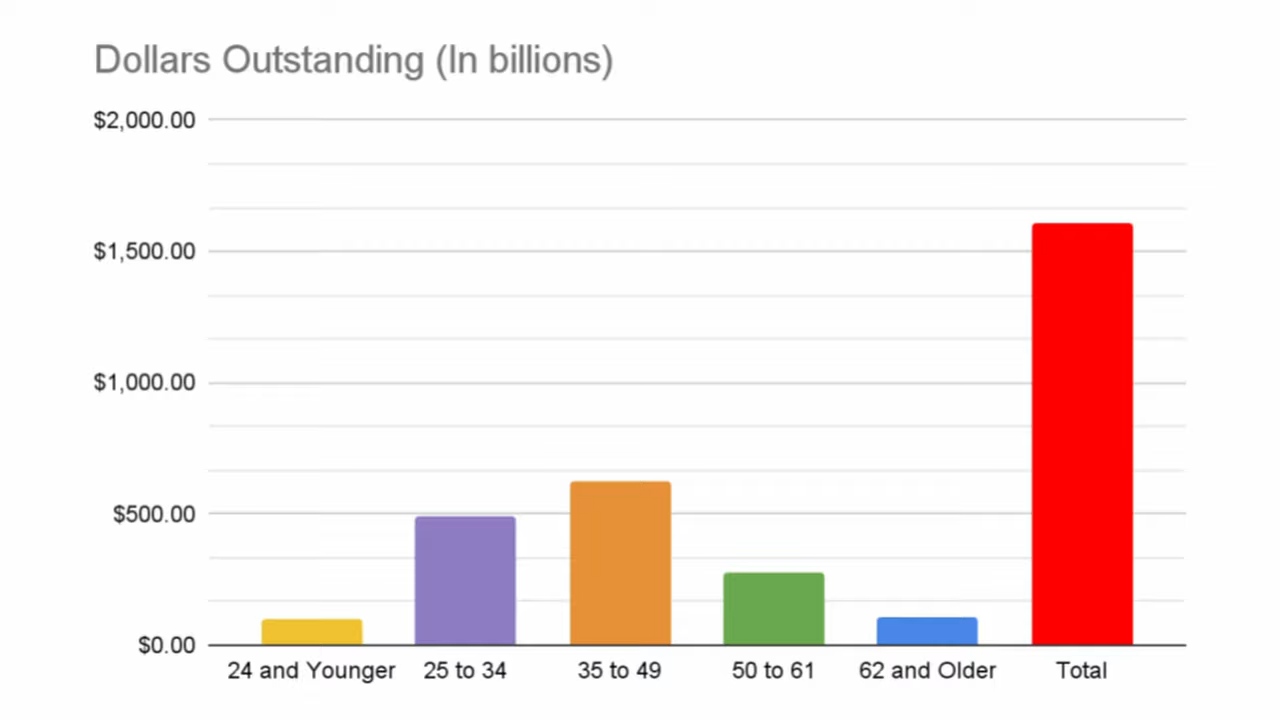 Dollars Outstanding (In billions)
$2,000.00
$1,500.00
$1,000.00
$500.00
$0.00
24 and Younger 25 to 34 35 to 49 50 to 61 62 and Older Total